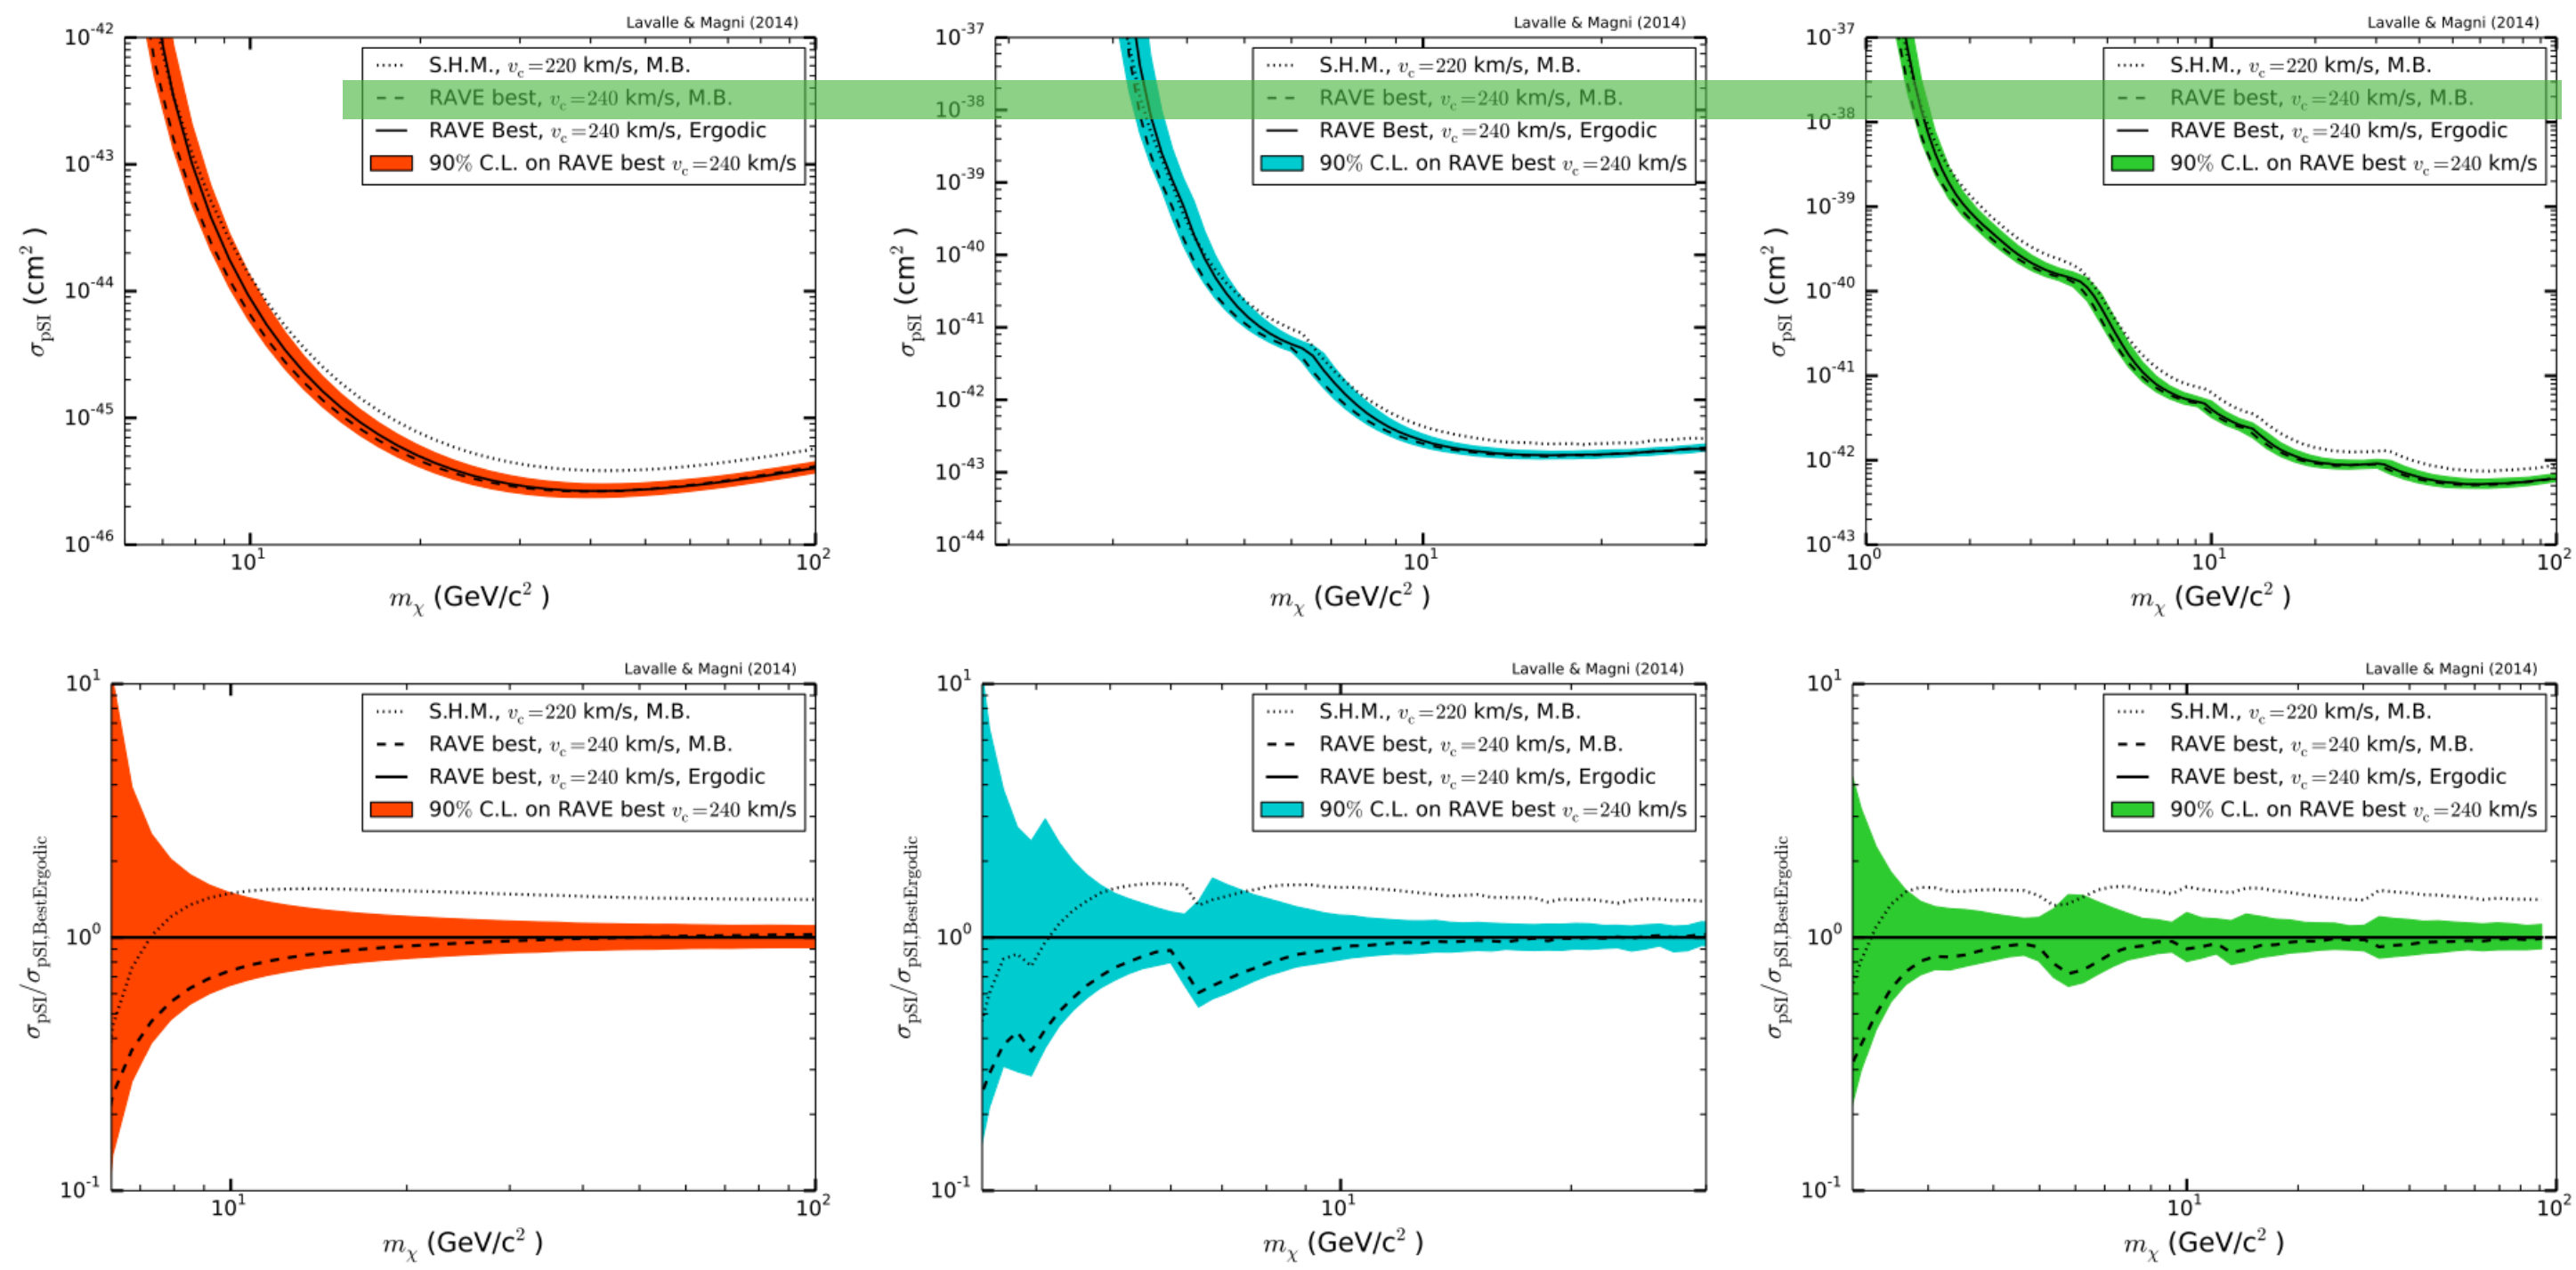 Lavalle & Magni (2014)
10^-42
10^-43
10^-44
10^-45
10^-46
σ_pSI (cm^2)
S.H.M., v_c=220 km/s, M.B.
RAVE best, v_c=240 km/s, M.B.
RAVE Best, v_c=240 km/s, Ergodic
90% C.L. on RAVE best v_c=240 km/s
10^1
10^2
m_χ (GeV/c^2)
Lavalle & Magni (2014)
10^-37
10^-38
10^-39
10^-40
10^-41
10^-42
10^-43
10^-44
σ_pSI (cm^2)
S.H.M., v_c=220 km/s, M.B.
RAVE best, v_c=240 km/s, M.B.
RAVE Best, v_c=240 km/s, Ergodic
90% C.L. on RAVE best v_c=240 km/s
10^1
m_χ (GeV/c^2)
Lavalle & Magni (2014)
10^-37
10^-38
10^-39
10^-40
10^-41
10^-42
10^-43
σ_pSI (cm^2)
S.H.M., v_c=220 km/s, M.B.
RAVE best, v_c=240 km/s, M.B.
RAVE Best, v_c=240 km/s, Ergodic
90% C.L. on RAVE best v_c=240 km/s
10^0
10^1
10^2
m_χ (GeV/c^2)
Lavalle & Magni (2014)
10^1
10^0
10^-1
σ_pSI/σ_pSI,BestErgodic
S.H.M., v_c=220 km/s, M.B.
RAVE best, v_c=240 km/s, M.B.
RAVE best, v_c=240 km/s, Ergodic
90% C.L. on RAVE best v_c=240 km/s
10^1
10^2
m_χ (GeV/c^2)
Lavalle & Magni (2014)
10^1
10^0
10^-1
σ_pSI/σ_pSI,BestErgodic
S.H.M., v_c=220 km/s, M.B.
RAVE best, v_c=240 km/s, M.B.
RAVE best, v_c=240 km/s, Ergodic
90% C.L. on RAVE best v_c=240 km/s
10^1
m_χ (GeV/c^2)
Lavalle & Magni (2014)
10^1
10^0
10^-1
σ_pSI/σ_pSI,BestErgodic
S.H.M., v_c=220 km/s, M.B.
RAVE best, v_c=240 km/s, M.B.
RAVE best, v_c=240 km/s, Ergodic
90% C.L. on RAVE best v_c=240 km/s
10^1
10^2
m_χ (GeV/c^2)